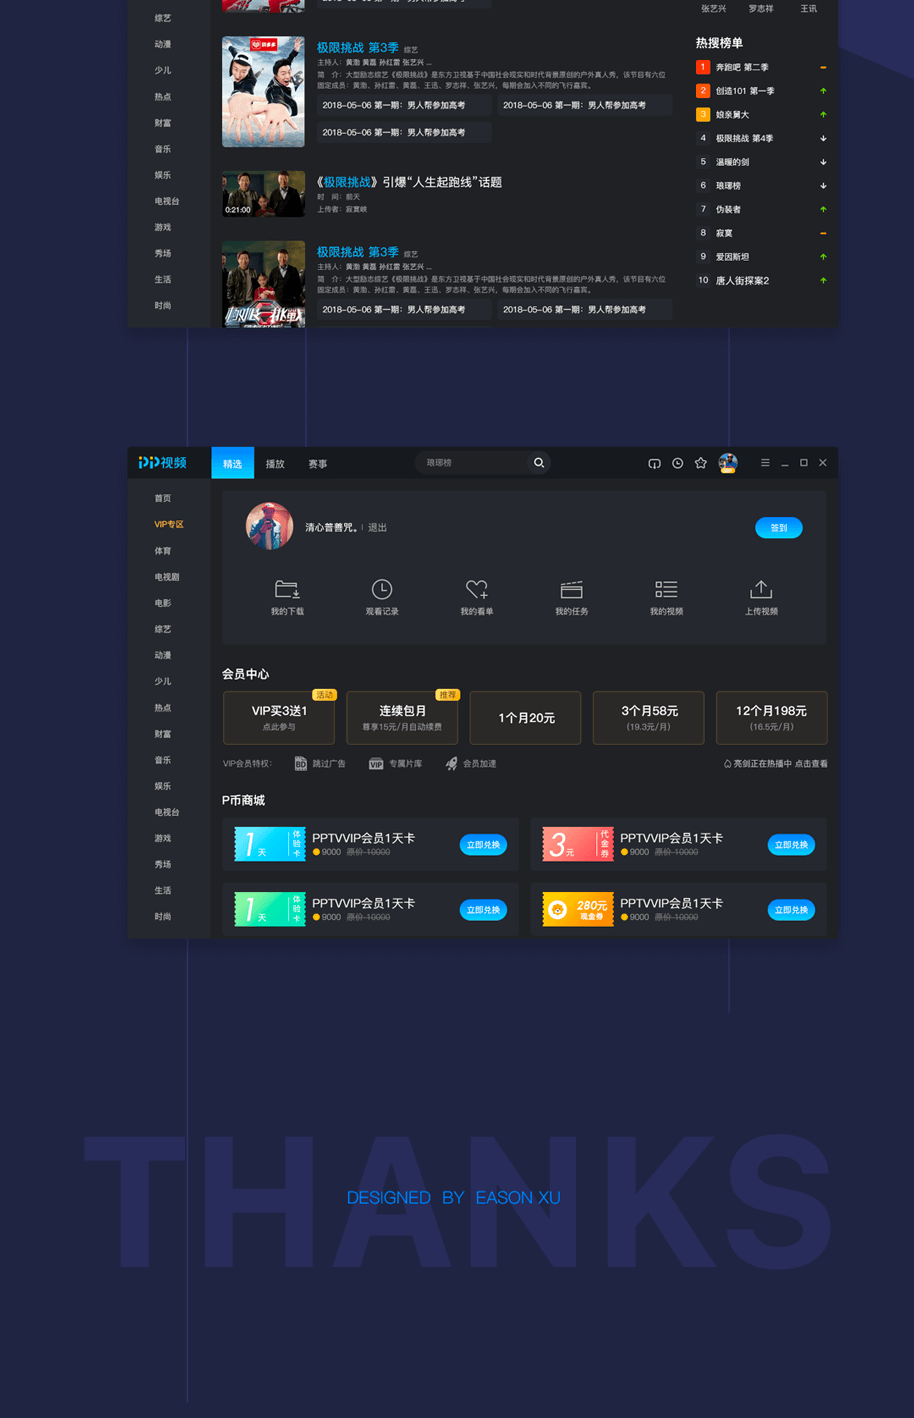 2018-05-06 第一期：男人帮参加高考
张艺兴 罗志祥 王讯
综艺
动漫
少儿
热点
财富
音乐
娱乐
电视台
游戏
秀场
生活
时尚
拼多多
极限挑战 第3季 综艺
主持人：黄渤 黄磊 孙红雷 张艺兴 ...
简 介：大型励志综艺《极限挑战》是东方卫视基于中国社会现实和时代背景原创的户外真人秀，该节目有六位
固定成员：黄渤、孙红雷、黄磊、王迅、罗志祥、张艺兴。每期会加入不同的飞行嘉宾。
2018-05-06 第一期：男人帮参加高考 2018-05-06 第一期：男人帮参加高考
2018-05-06 第一期：男人帮参加高考
0:21:00
《极限挑战》引爆“人生起跑线”话题
时 间：前天
上传者：寂寞峡
极限挑战 第3季 综艺
主持人：黄渤 黄磊 孙红雷 张艺兴 ...
简 介：大型励志综艺《极限挑战》是东方卫视基于中国社会现实和时代背景原创的户外真人秀，该节目有六位
固定成员：黄渤、孙红雷、黄磊、王迅、罗志祥、张艺兴。每期会加入不同的飞行嘉宾。
2018-05-06 第一期：男人帮参加高考 2018-05-06 第一期：男人帮参加高考
极限挑战
热搜榜单
1 奔跑吧 第二季
2 创造101 第一季
3 娘亲舅大
4 极限挑战 第4季
5 温暖的剑
6 琅琊榜
7 伪装者
8 寂寞
9 爱因斯坦
10 唐人街探案2
PP视频 精选 播放 赛事 琅琊榜
首页
VIP专区
体育
电视剧
电影
综艺
动漫
少儿
热点
财富
音乐
娱乐
电视台
游戏
秀场
生活
时尚
清心普善咒。| 退出
签到
我的下载 观看记录 我的看单 我的任务 我的视频 上传视频
会员中心
活动
VIP买3送1
点此参与
推荐
连续包月
尊享15元/月自动续费
1个月20元
3个月58元
(19.3元/月)
12个月198元
(16.5元/月)
VIP会员特权： BD 跳过广告 VIP 专属片库 会员加速 亮剑正在热播中 点击查看
P币商城
1天 体验卡
PPTVVIP会员1天卡
9000 原价 10000
立即兑换
3元 代金券
PPTVVIP会员1天卡
9000 原价 10000
立即兑换
1天 体验卡
PPTVVIP会员1天卡
9000 原价 10000
立即兑换
280元
现金券
PPTVVIP会员1天卡
9000 原价 10000
立即兑换
THANKS
DESIGNED BY EASON XU